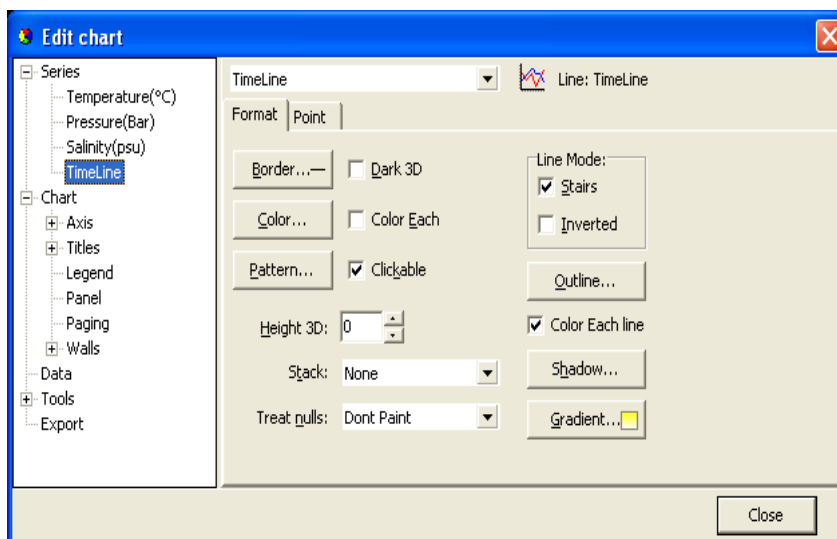 Edit chart
Series
Temperature(°C)
Pressure(Bar)
Salinity(psu)
TimeLine
Chart
Axis
Titles
Legend
Panel
Paging
Walls
Data
Tools
Export
TimeLine
Line: TimeLine
Format Point
Border...
Dark 3D
Color...
Color Each
Pattern...
Clickable
Height 3D: 0
Stack: None
Treat nulls: Dont Paint
Line Mode:
Stairs
Inverted
Outline...
Color Each line
Shadow...
Gradient...
Close